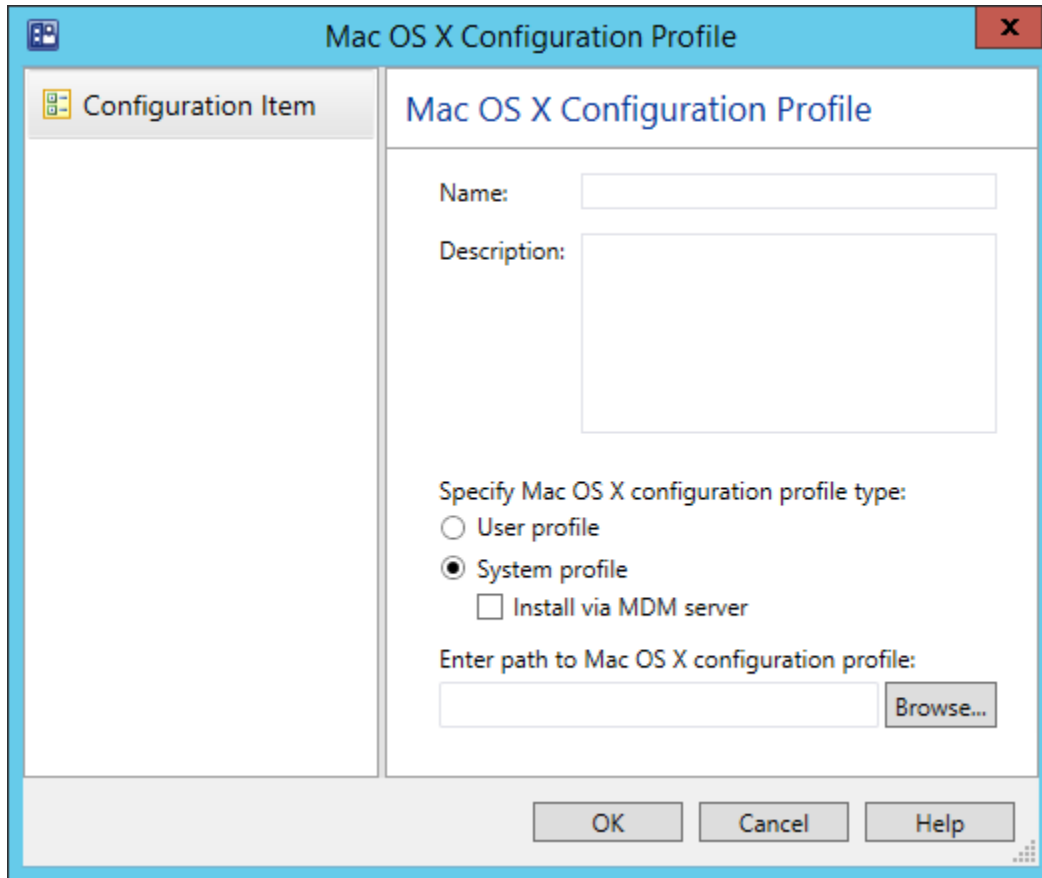 Mac OS X Configuration Profile
x
Configuration Item
Mac OS X Configuration Profile
Name:
Description:
Specify Mac OS X configuration profile type:
User profile
System profile
Install via MDM server
Enter path to Mac OS X configuration profile:
Browse...
OK Cancel Help